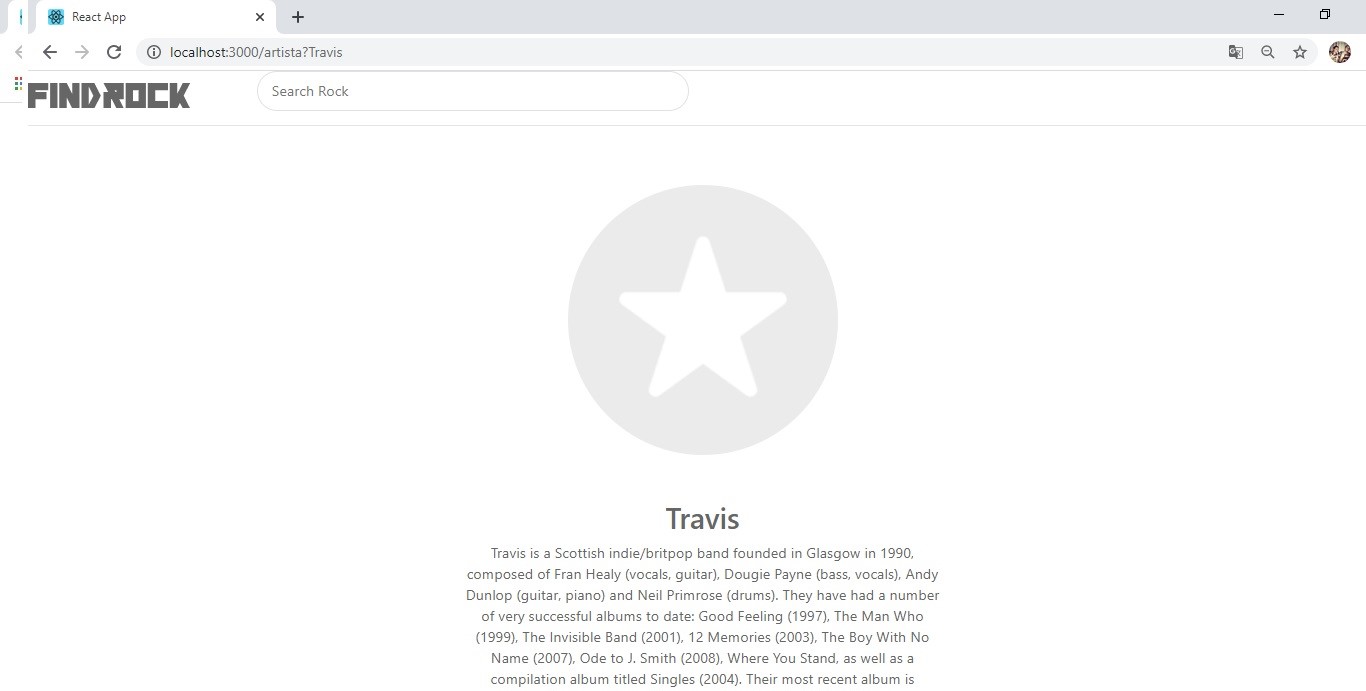 React App
localhost:3000/artista?Travis
FINDROCK
Search Rock
Travis
Travis is a Scottish indie/britpop band founded in Glasgow in 1990,
composed of Fran Healy (vocals, guitar), Dougie Payne (bass, vocals), Andy
Dunlop (guitar, piano) and Neil Primrose (drums). They have had a number
of very successful albums to date: Good Feeling (1997), The Man Who
(1999), The Invisible Band (2001), 12 Memories (2003), The Boy With No
Name (2007), Ode to J. Smith (2008), Where You Stand, as well as a
compilation album titled Singles (2004). Their most recent album is